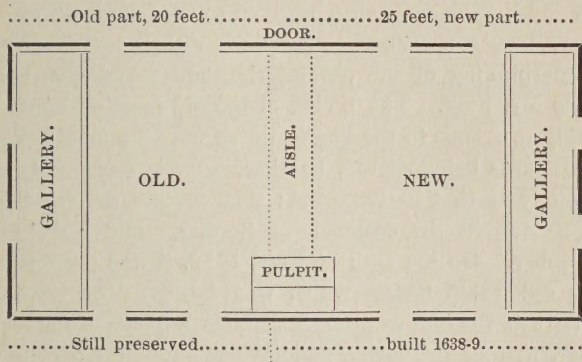 ........Old part, 20 feet........ ..............25 feet, new part.......
DOOR.
GALLERY.
OLD.
AISLE.
NEW.
GALLERY.
PULPIT.
........Still preserved......................built 1638-9..............